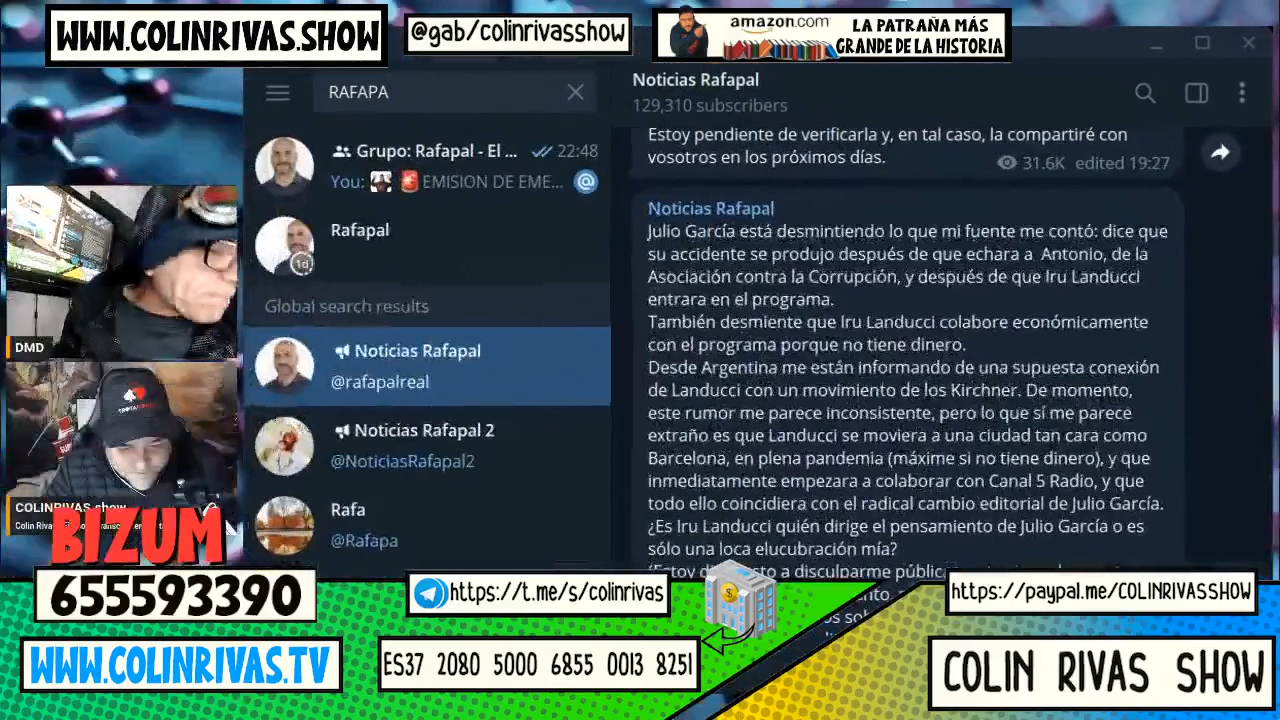 WWW.COLINRIVAS.SHOW
@gab/colinrivasshow
amazon.com
LA PATRAÑA MÁS
GRANDE DE LA HISTORIA
RAFAPA
Grupo: Rafapal - El ...
22:48
You: EMISION DE EME...
Rafapal
1d
Global search results
Noticias Rafapal
@rafapalreal
Noticias Rafapal 2
@NoticiasRafapal2
Rafa
@Rafapa
Noticias Rafapal
129,310 subscribers
Estoy pendiente de verificarla y, en tal caso, la compartiré con
vosotros en los próximos días.
31.6K edited 19:27
Noticias Rafapal
Julio García está desmintiendo lo que mi fuente me contó: dice que
su accidente se produjo después de que echara a Antonio, de la
Asociación contra la Corrupción, y después de que Iru Landucci
entrara en el programa.
También desmiente que Iru Landucci colabore económicamente
con el programa porque no tiene dinero.
Desde Argentina me están informando de una supuesta conexión
de Landucci con un movimiento de los Kirchner. De momento,
este rumor me parece inconsistente, pero lo que sí me parece
extraño es que Landucci se moviera a una ciudad tan cara como
Barcelona, en plena pandemia (máxime si no tiene dinero), y que
inmediatamente empezara a colaborar con Canal 5 Radio, y que
todo ello coincidiera con el radical cambio editorial de Julio García.
¿Es Iru Landucci quién dirige el pensamiento de Julio García o es
sólo una loca elucubración mía?
(Estoy a disculparme
DMD
COLINRIVAS show
Colin Rivas
BIZUM
655593390
WWW.COLINRIVAS.TV
https://t.me/s/colinrivas
ES37 2080 5000 6855 0013 8251
https://paypal.me/COLINRIVASSHOW
COLIN RIVAS SHOW